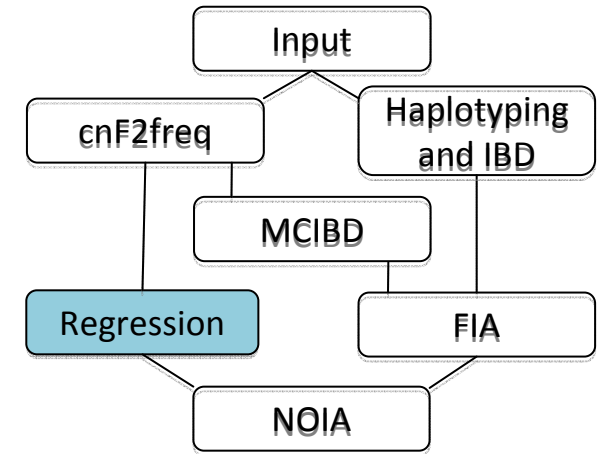 Input
cnF2freq
Haplotyping
and IBD
MCIBD
Regression
FIA
NOIA